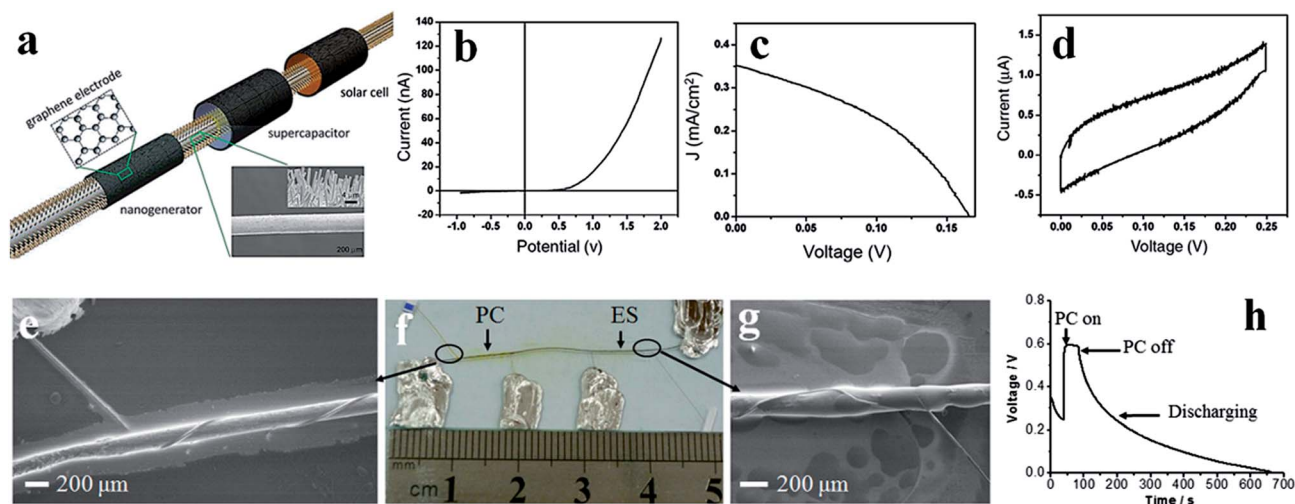 a
graphene electrode
nanogenerator
supercapacitor
solar cell
200 μm
b
Current (nA)
140
120
100
80
60
40
20
0
-20
-1.0 -0.5 0.0 0.5 1.0 1.5 2.0
Potential (v)
c
J (mA/cm²)
0.4
0.3
0.2
0.1
0.0
0.00 0.05 0.10 0.15
Voltage (V)
d
Current (μA)
1.5
1.0
0.5
0.0
-0.5
0.00 0.05 0.10 0.15 0.20 0.25
Voltage (V)
e
200 μm
f
PC ES
mm
cm 1 2 3 4 5
g
200 μm
h
Voltage / V
0.8
0.6
0.4
0.2
0.0
PC on
PC off
Discharging
0 100 200 300 400 500 600 700
Time / s